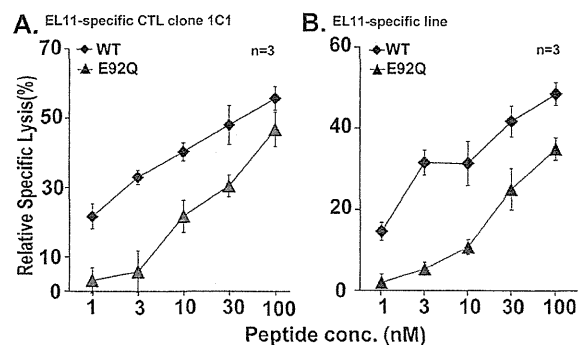 A. EL11-specific CTL clone 1C1
WT
E92Q
n=3
Relative Specific Lysis(%)
70
50
30
10
0
1 3 10 30 100
B. EL11-specific line
WT
E92Q
n=3
60
40
20
0
1 3 10 30 100
Peptide conc. (nM)